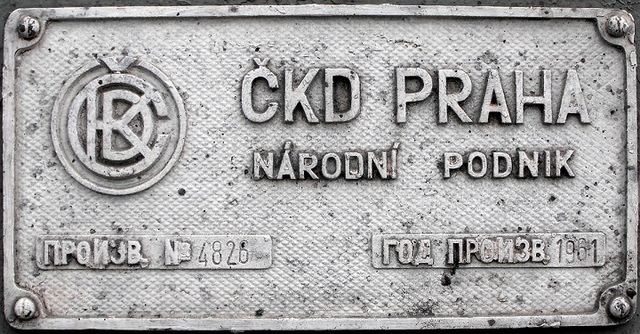 ČKD PRAHA
NÁRODNÍ PODNIK
ПРОИЗВ. № 4826
ГОД ПРОИЗВ. 1961